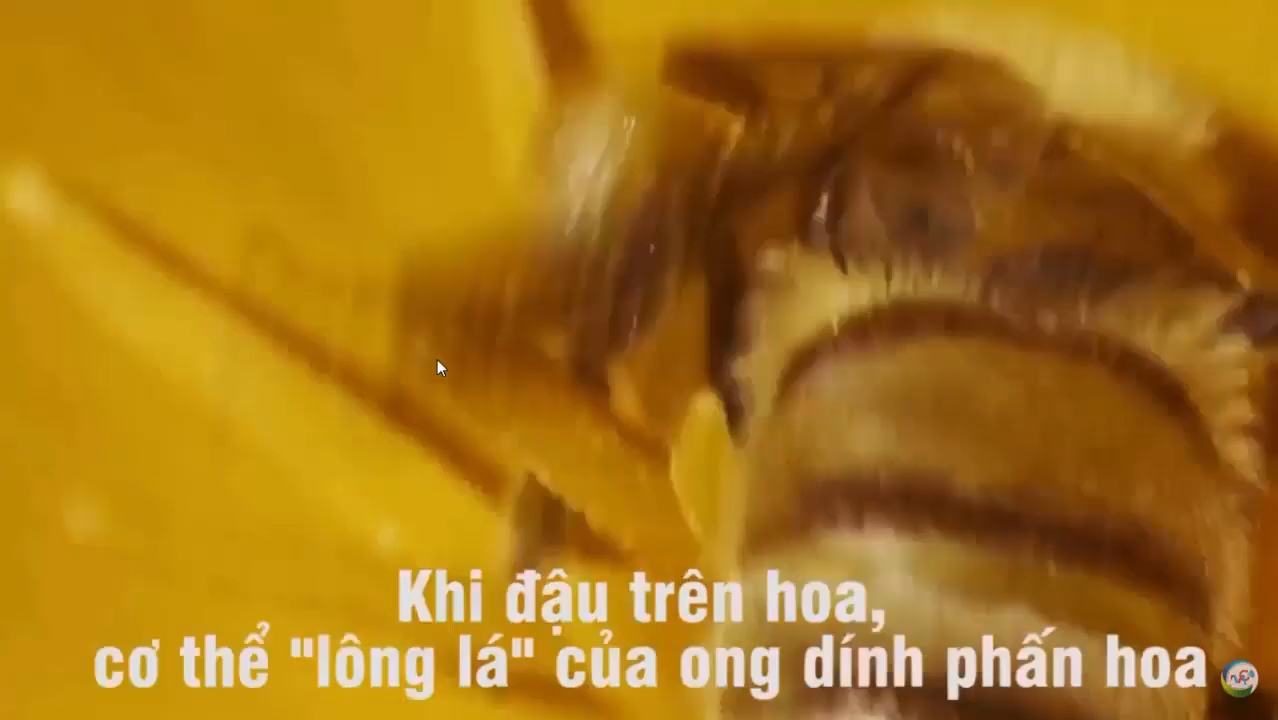 Khi đậu trên hoa,
cơ thể "lông lá" của ong dính phấn hoa